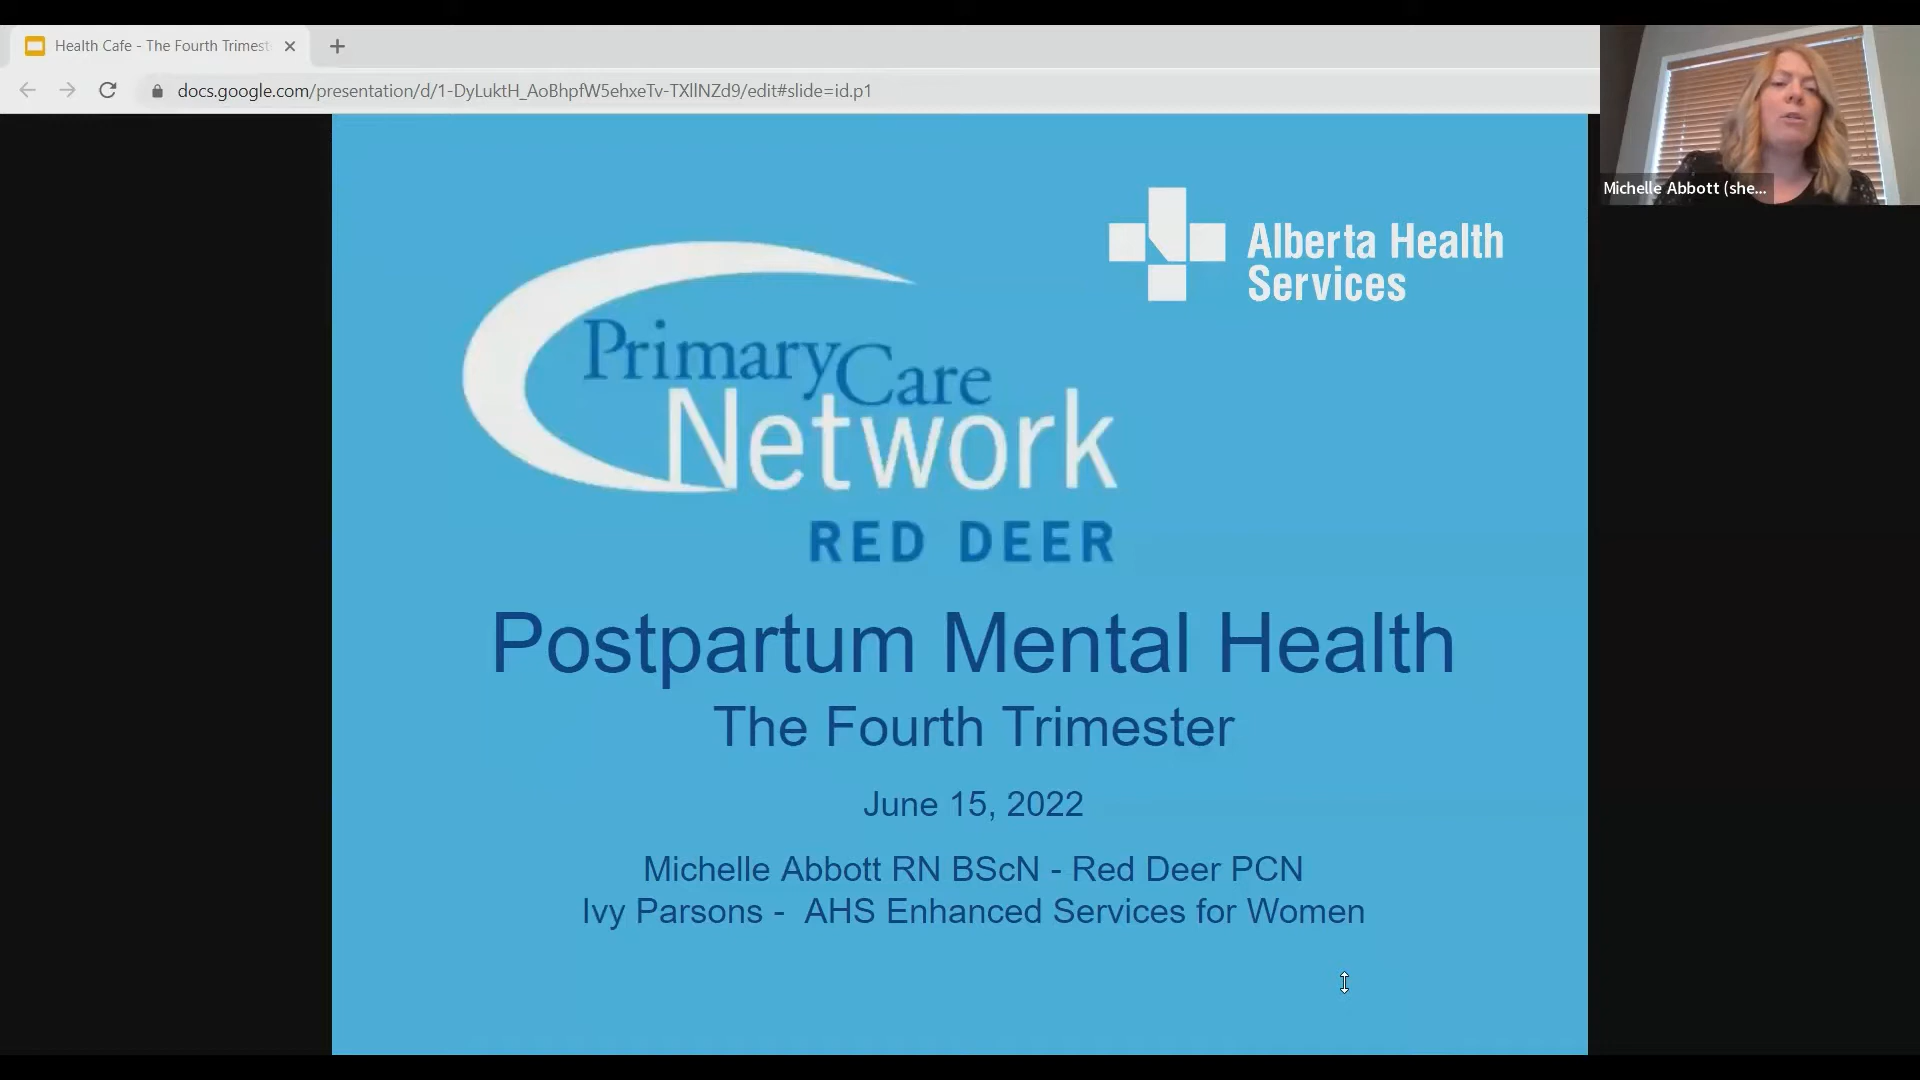 Health Cafe - The Fourth Trimest
docs.google.com/presentation/d/1-DyLuktH_AoBhpfW5ehxeTv-TXllNZd9/edit#slide=id.p1
Michelle Abbott (she...
Alberta Health
Services
PrimaryCare
Network
RED DEER
Postpartum Mental Health
The Fourth Trimester
June 15, 2022
Michelle Abbott RN BScN - Red Deer PCN
Ivy Parsons - AHS Enhanced Services for Women